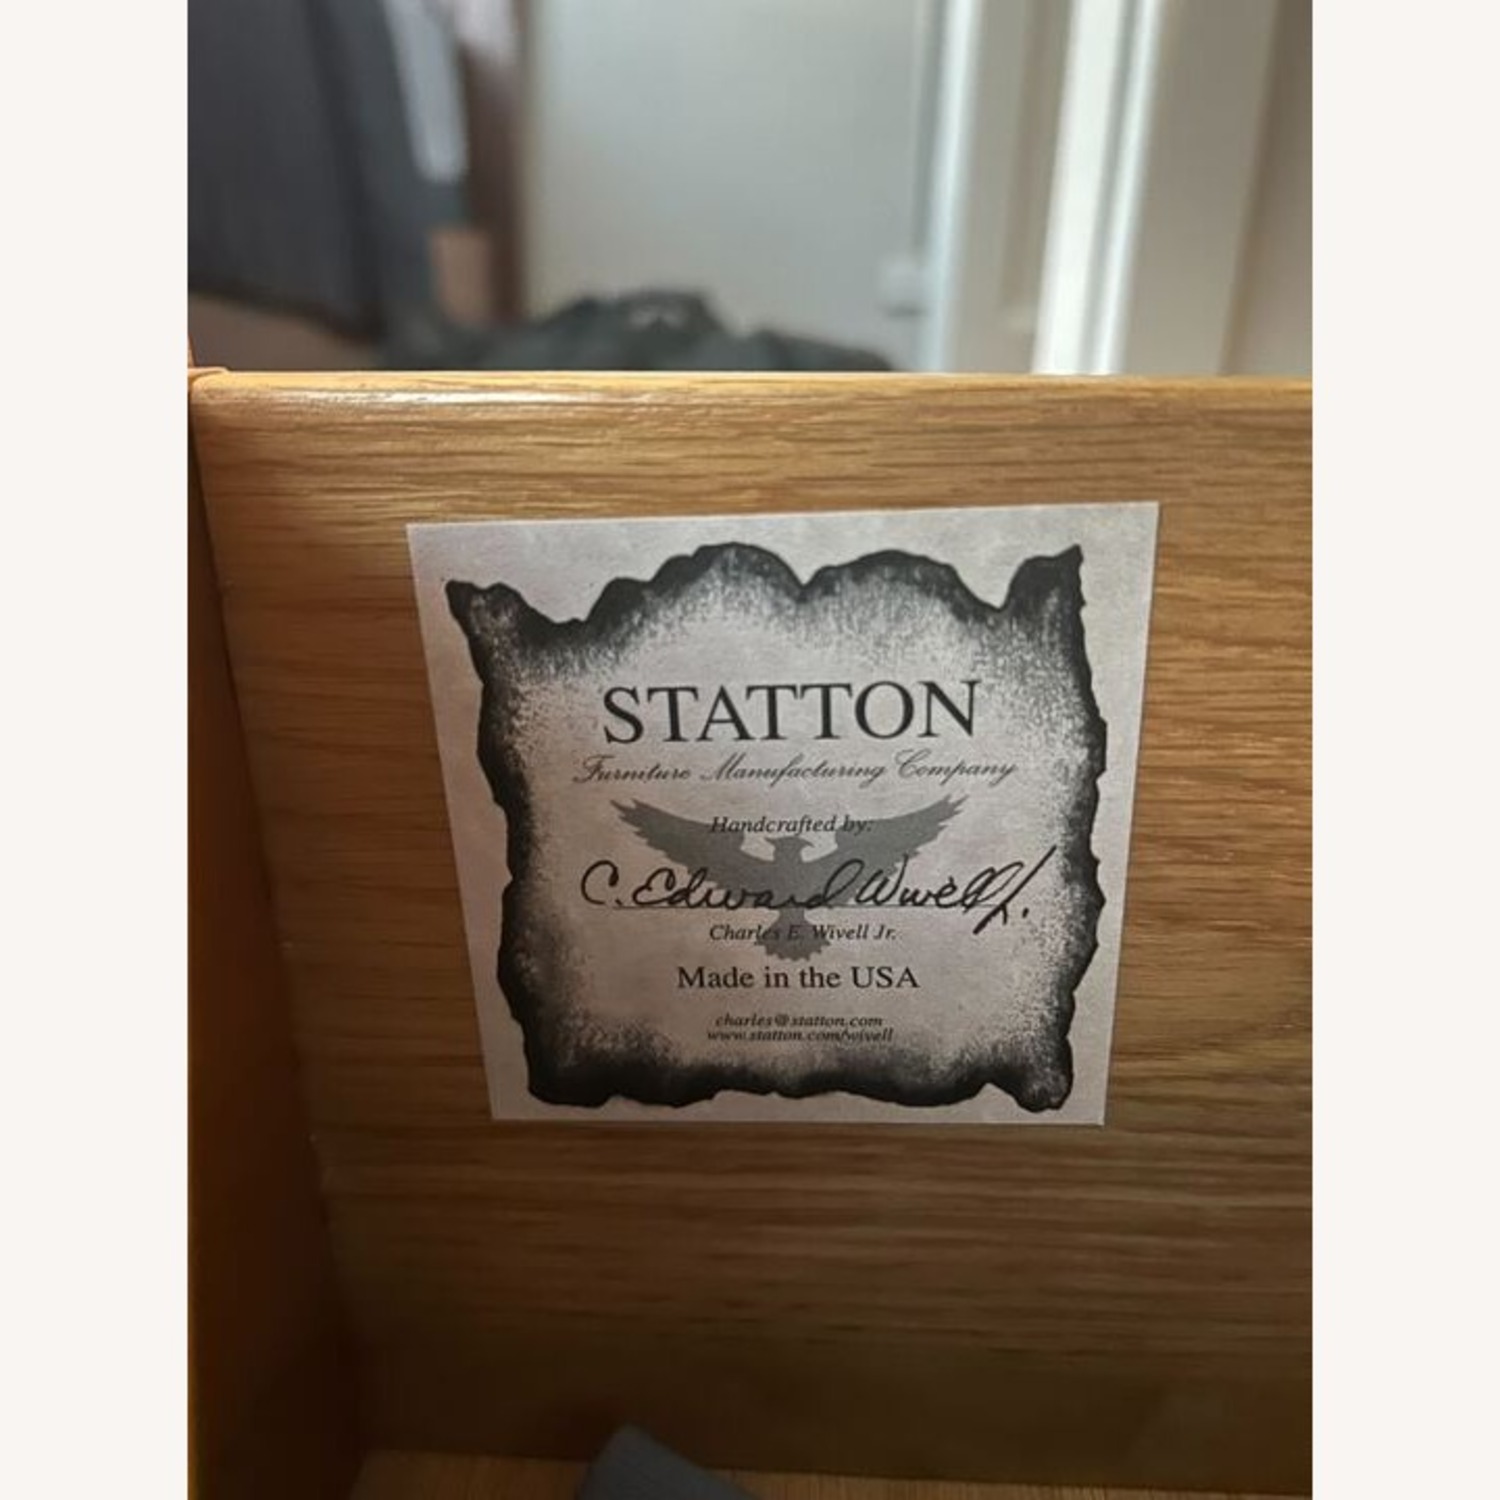 STATTON
Furniture Manufacturing Company
Handcrafted by:
C. Edward Wivell Jr.
Charles E. Wivell Jr.
Made in the USA
charles@statton.com
www.statton.com/wivell